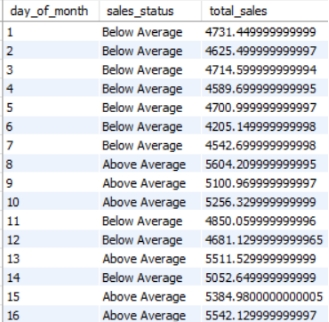 day_of_month sales_status total_sales
1 Below Average 4731.449999999999
2 Below Average 4625.499999999997
3 Below Average 4714.599999999994
4 Below Average 4589.699999999995
5 Below Average 4700.999999999997
6 Below Average 4205.149999999998
7 Below Average 4542.699999999998
8 Above Average 5604.209999999995
9 Above Average 5100.969999999997
10 Above Average 5256.329999999999
11 Below Average 4850.059999999996
12 Below Average 4681.1299999999965
13 Above Average 5511.529999999999
14 Below Average 5052.649999999999
15 Above Average 5384.9800000000005
16 Above Average 5542.129999999997